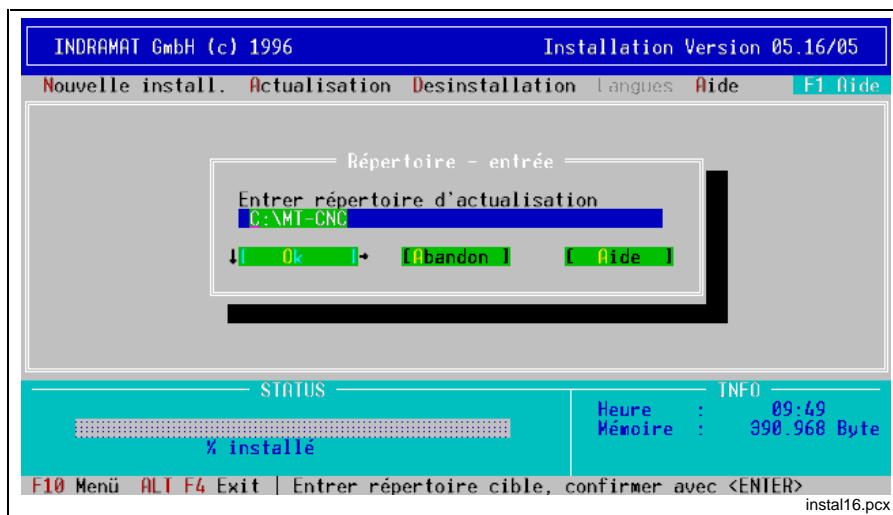 INDRAMAT GmbH (c) 1996 Installation Version 05.16/05
Nouvelle install. Actualisation Desinstallation Langues Aide F1 Aide
Répertoire - entrée
Entrer répertoire d'actualisation
C:\MT-CNC
↓[ Ok ]→ [Abandon ] [ Aide ]
STATUS INFO
Heure : 09:49
Mémoire : 390.968 Byte
% installé
F10 Menü ALT F4 Exit | Entrer répertoire cible, confirmer avec <ENTER>
instal16.pcx